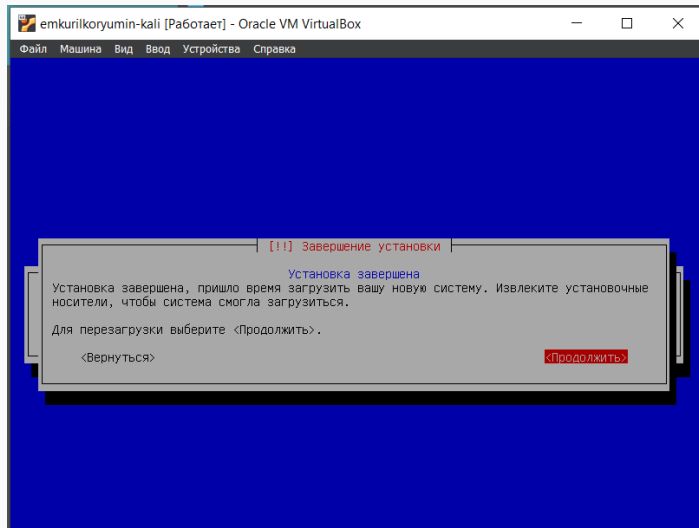 emkurilkoryumin-kali [Работает] - Oracle VM VirtualBox
Файл Машина Вид Ввод Устройства Справка
[!!] Завершение установки
Установка завершена
Установка завершена, пришло время загрузить вашу новую систему. Извлеките установочные
носители, чтобы система смогла загрузиться.
Для перезагрузки выберите <Продолжить>.
<Вернуться> <Продолжить>